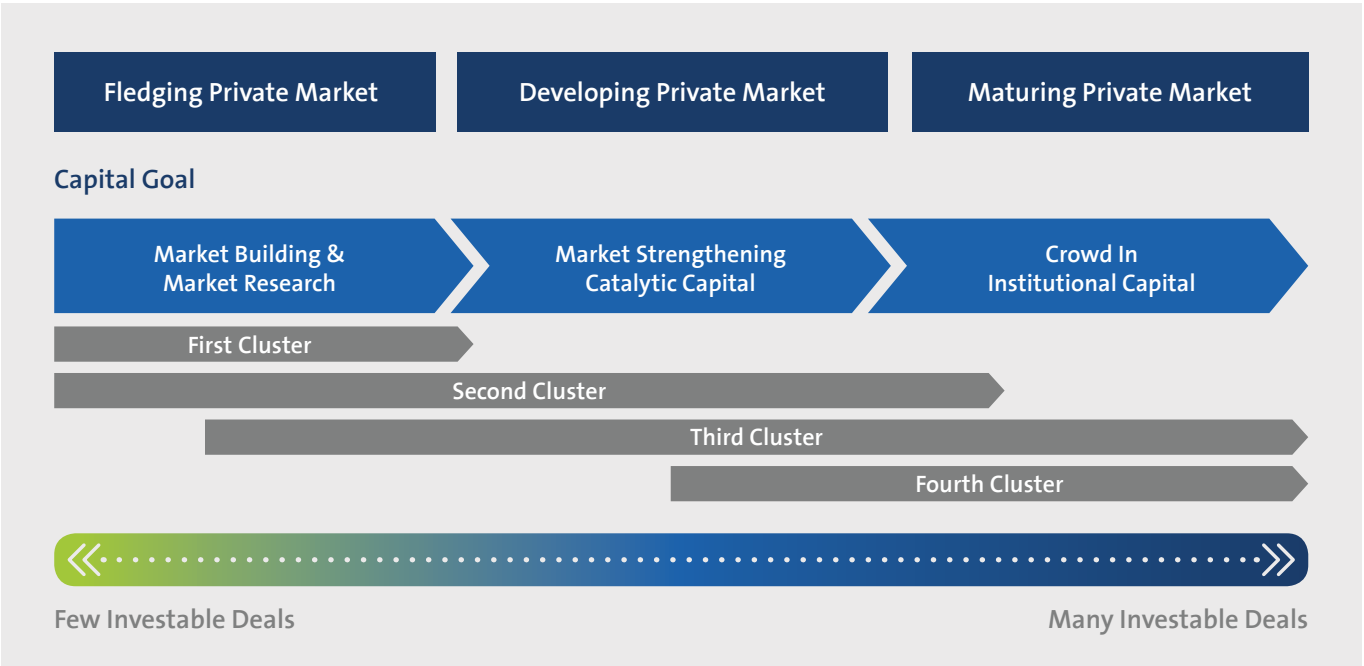 Fledging Private Market
Developing Private Market
Maturing Private Market
Capital Goal
Market Building &
Market Research
Market Strengthening
Catalytic Capital
Crowd In
Institutional Capital
First Cluster
Second Cluster
Third Cluster
Fourth Cluster
Few Investable Deals
Many Investable Deals